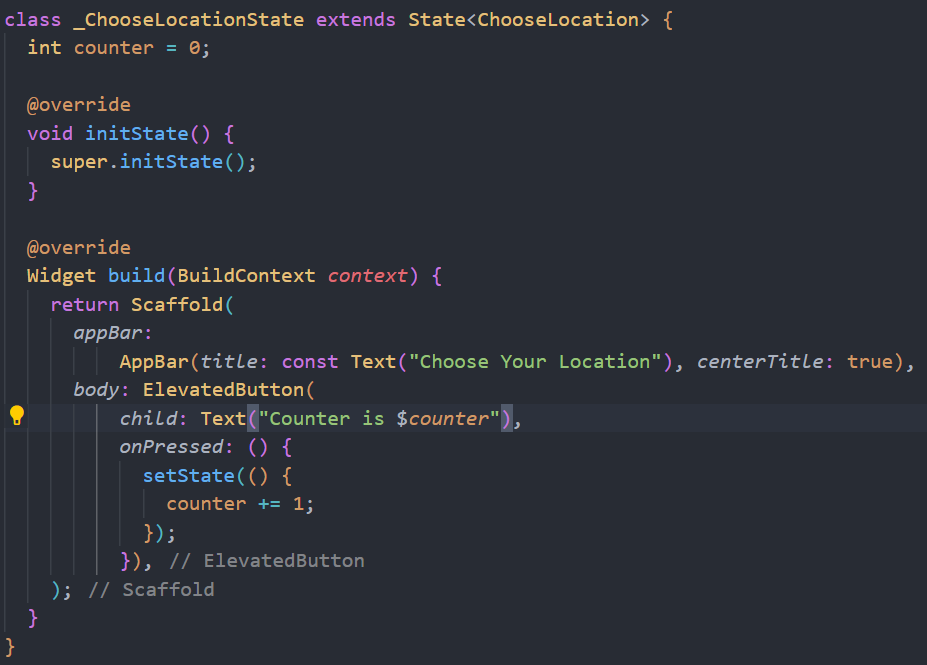 class _ChooseLocationState extends State<ChooseLocation> {
  int counter = 0;

  @override
  void initState() {
    super.initState();
  }

  @override
  Widget build(BuildContext context) {
    return Scaffold(
      appBar:
          AppBar(title: const Text("Choose Your Location"), centerTitle: true),
      body: ElevatedButton(
          child: Text("Counter is $counter"),
          onPressed: () {
            setState(() {
              counter += 1;
            });
          }), // ElevatedButton
    ); // Scaffold
  }
}